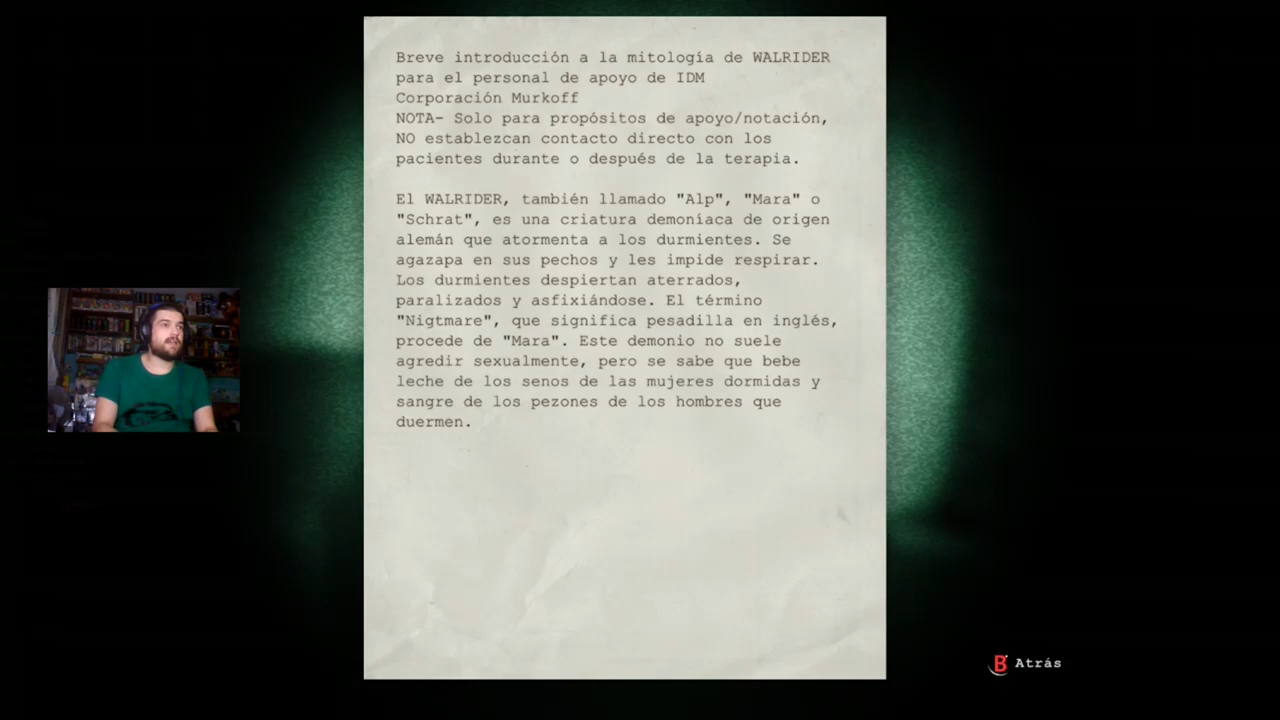 Breve introducción a la mitología de WALRIDER
para el personal de apoyo de IDM
Corporación Murkoff
NOTA- Solo para propósitos de apoyo/notación,
NO establezcan contacto directo con los
pacientes durante o después de la terapia.
El WALRIDER, también llamado "Alp", "Mara" o
"Schrat", es una criatura demoníaca de origen
alemán que atormenta a los durmientes. Se
agazapa en sus pechos y les impide respirar.
Los durmientes despiertan aterrados,
paralizados y asfixiándose. El término
"Nigtmare", que significa pesadilla en inglés,
procede de "Mara". Este demonio no suele
agredir sexualmente, pero se sabe que bebe
leche de los senos de las mujeres dormidas y
sangre de los pezones de los hombres que
duermen.
B Atrás